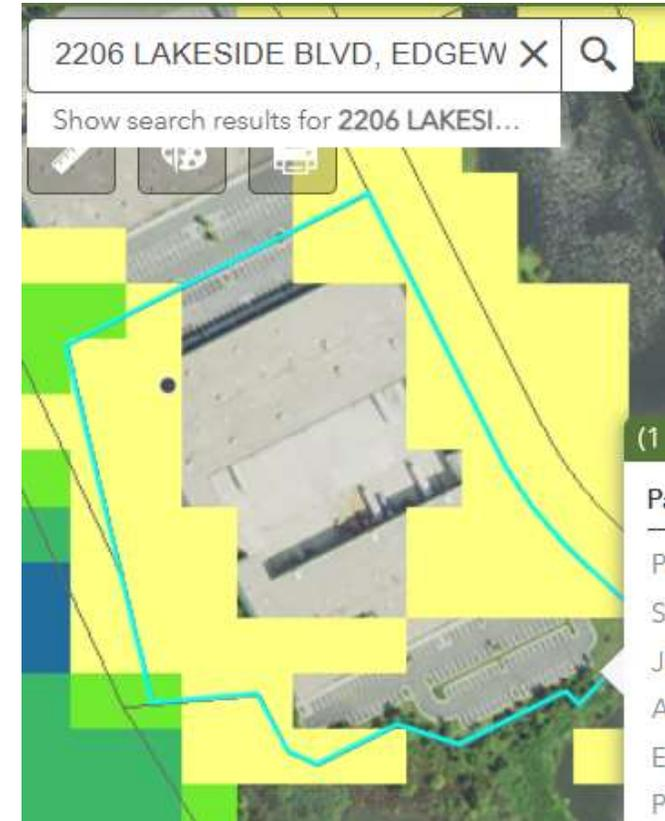 2206 LAKESIDE BLVD, EDGEW
Show search results for 2206 LAKESI...
(1
Pa
P
S
J
A
E
P